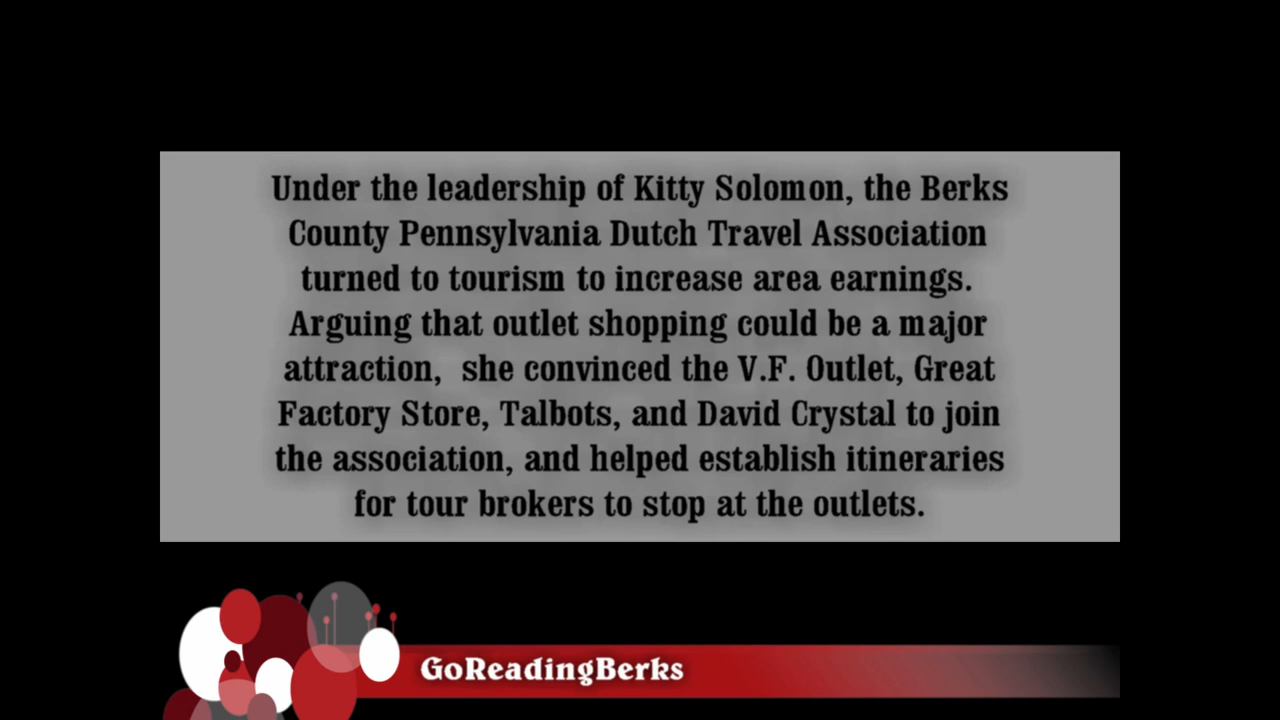 Under the leadership of Kitty Solomon, the Berks
County Pennsylvania Dutch Travel Association
turned to tourism to increase area earnings.
Arguing that outlet shopping could be a major
attraction,  she convinced the V.F. Outlet, Great
Factory Store, Talbots, and David Crystal to join
the association, and helped establish itineraries
for tour brokers to stop at the outlets.
GoReadingBerks